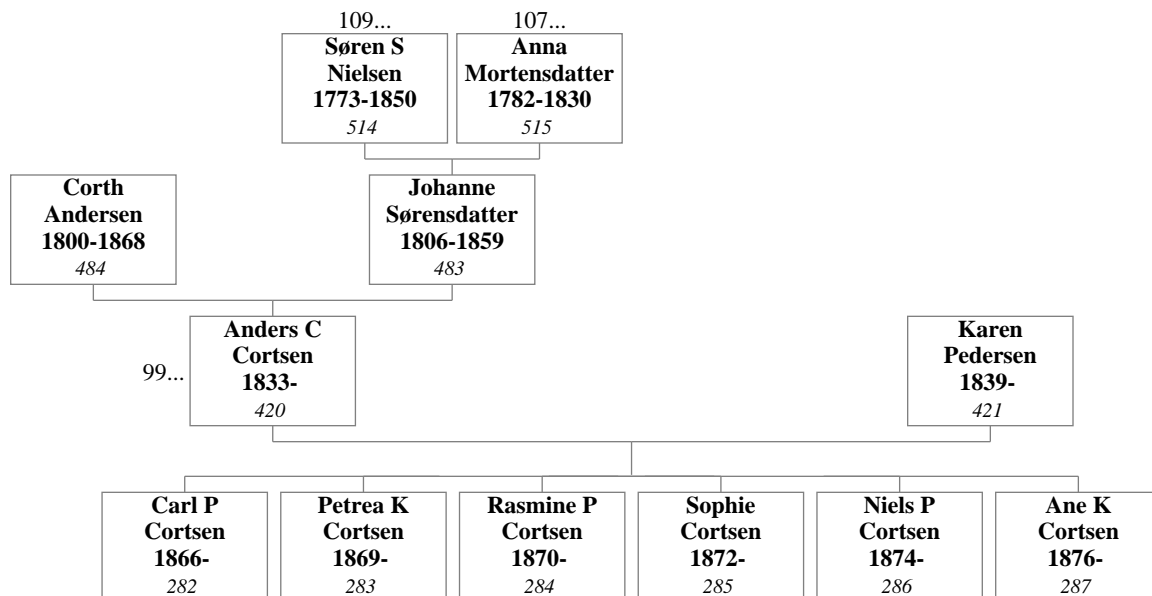 109...
Søren S
Nielsen
1773-1850
514
107...
Anna
Mortensdatter
1782-1830
515
Corth
Andersen
1800-1868
484
Johanne
Sørensdatter
1806-1859
483
99...
Anders C
Cortsen
1833-
420
Karen
Pedersen
1839-
421
Carl P
Cortsen
1866-
282
Petrea K
Cortsen
1869-
283
Rasmine P
Cortsen
1870-
284
Sophie
Cortsen
1872-
285
Niels P
Cortsen
1874-
286
Ane K
Cortsen
1876-
287